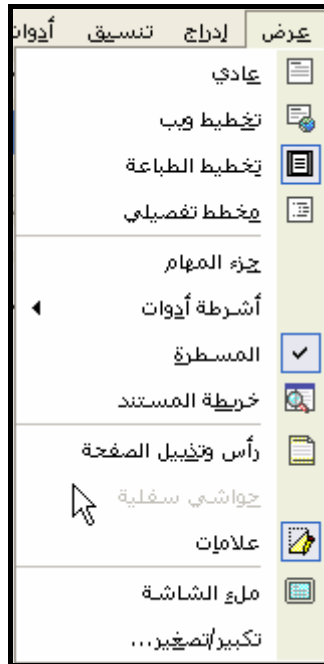 عرض إدراج تنسيق أدوات
عادي
تخطيط ويب
تخطيط الطباعة
مخطط تفصيلي
جزء المهام
أشرطة أدوات
المسطرة
خريطة المستند
رأس وتذييل الصفحة
حواشي سفلية
علامات
ملء الشاشة
تكبير/تصغير...